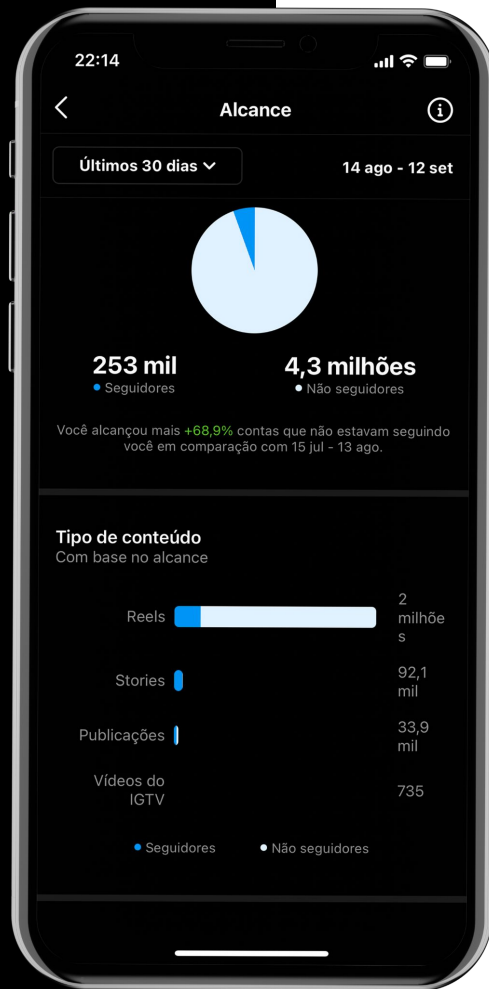 22:14
Alcance
Últimos 30 dias
14 ago - 12 set
253 mil
Seguidores
4,3 milhões
Não seguidores
Você alcançou mais +68,9% contas que não estavam seguindo
você em comparação com 15 jul - 13 ago.
Tipo de conteúdo
Com base no alcance
Reels
2
milhõe
s
Stories
92,1
mil
Publicações
33,9
mil
Vídeos do
IGTV
735
Seguidores
Não seguidores